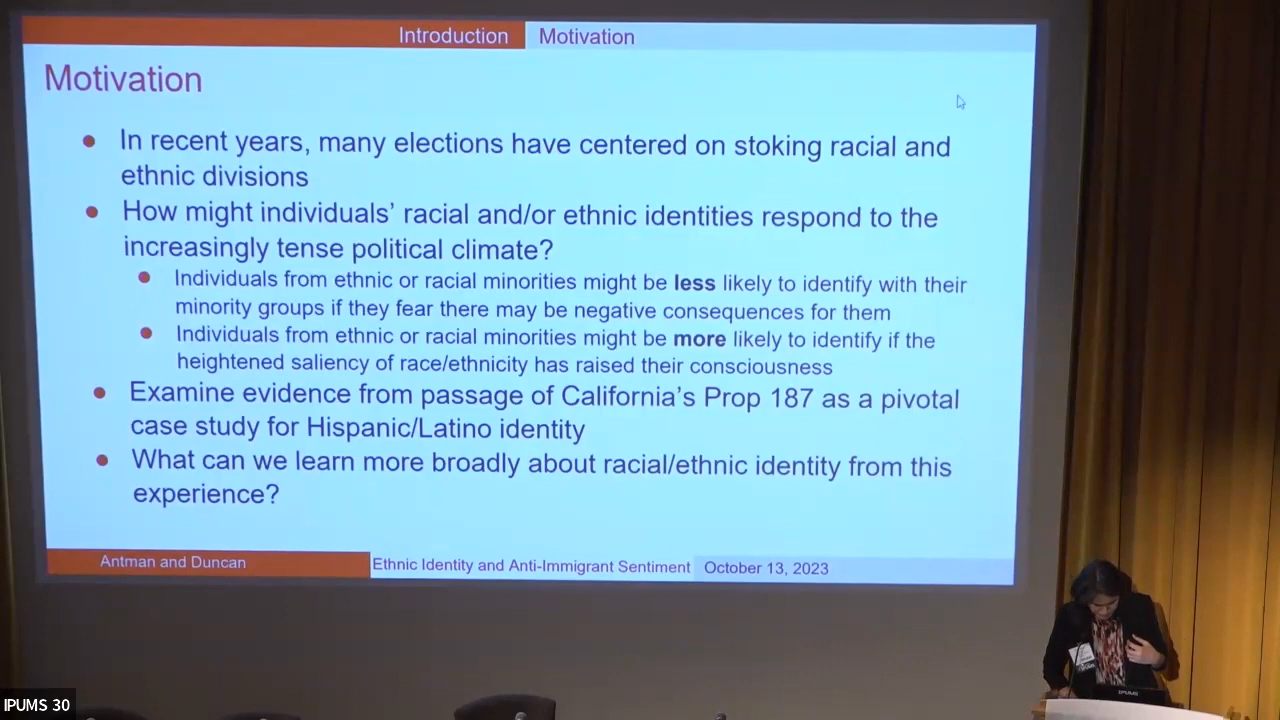 Introduction
Motivation
Motivation
In recent years, many elections have centered on stoking racial and
ethnic divisions
How might individuals' racial and/or ethnic identities respond to the
increasingly tense political climate?
Individuals from ethnic or racial minorities might be less likely to identify with their
minority groups if they fear there may be negative consequences for them
Individuals from ethnic or racial minorities might be more likely to identify if the
heightened saliency of race/ethnicity has raised their consciousness
Examine evidence from passage of California's Prop 187 as a pivotal
case study for Hispanic/Latino identity
What can we learn more broadly about racial/ethnic identity from this
experience?
Antman and Duncan
Ethnic Identity and Anti-Immigrant Sentiment
October 13, 2023
IPUMS
IPUMS 30